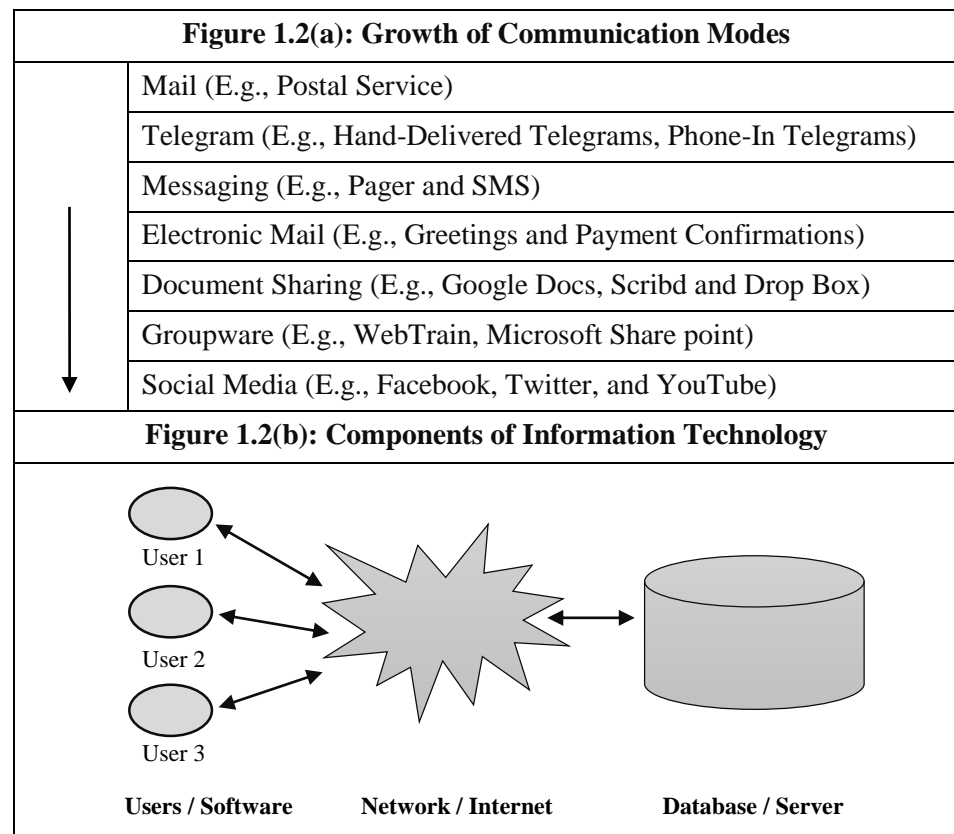 Figure 1.2(a): Growth of Communication Modes
Mail (E.g., Postal Service)
Telegram (E.g., Hand-Delivered Telegrams, Phone-In Telegrams)
Messaging (E.g., Pager and SMS)
Electronic Mail (E.g., Greetings and Payment Confirmations)
Document Sharing (E.g., Google Docs, Scribd and Drop Box)
Groupware (E.g., WebTrain, Microsoft Share point)
Social Media (E.g., Facebook, Twitter, and YouTube)
Figure 1.2(b): Components of Information Technology
User 1
User 2
User 3
Users / Software Network / Internet Database / Server